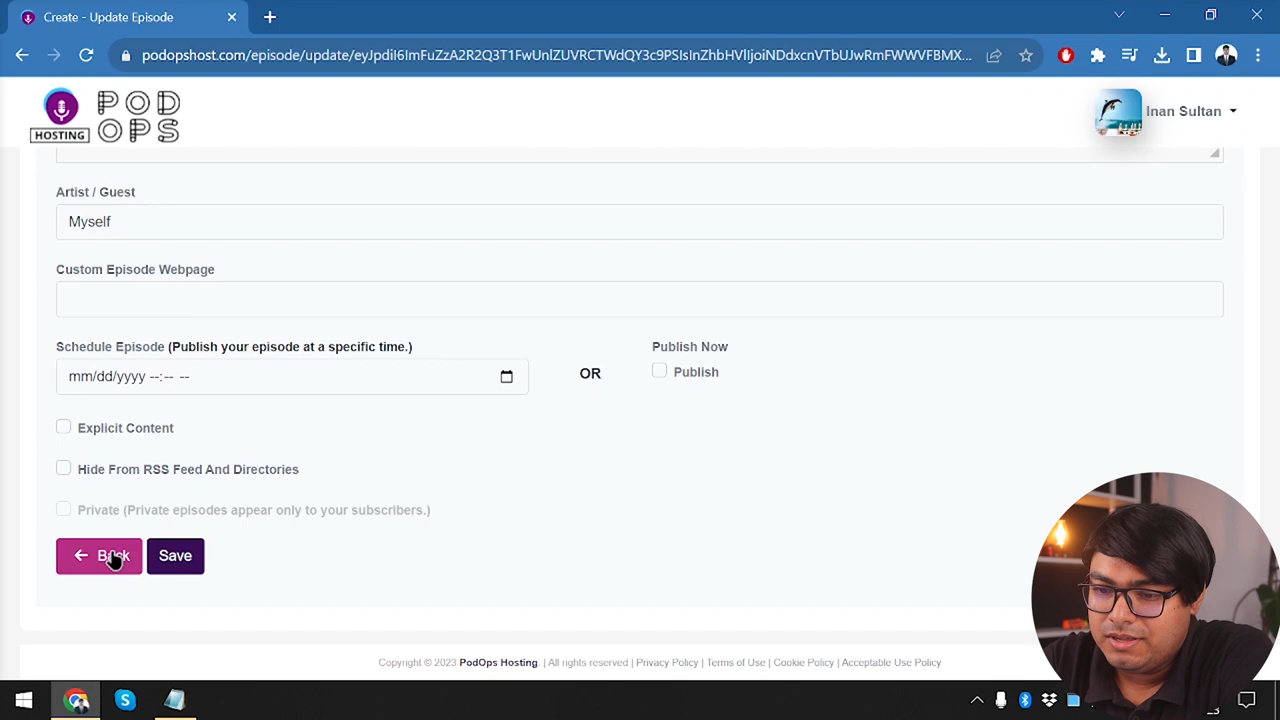 Create - Update Episode
podopshost.com/episode/update/
HOSTING
POD
OPS
Inan Sultan
Artist / Guest
Myself
Custom Episode Webpage
Schedule Episode (Publish your episode at a specific time.)
Publish Now
mm/dd/yyyy --:-- --
OR
Publish
Explicit Content
Hide From RSS Feed And Directories
Private (Private episodes appear only to your subscribers.)
Back
Save
Copyright © 2023 PodOps Hosting | All rights reserved | Privacy Policy | Terms of Use | Cookie Policy | Acceptable Use Policy